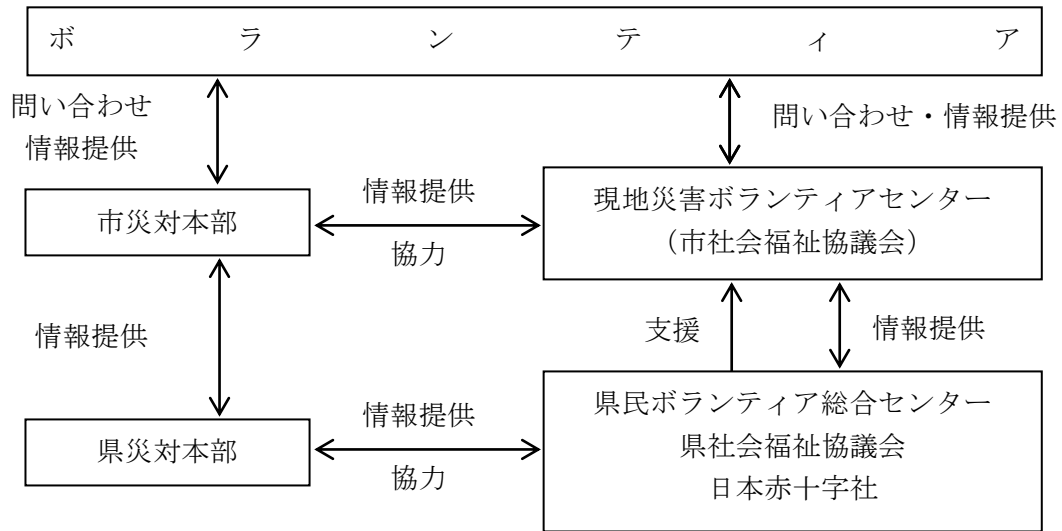 ボランティア
問い合わせ
情報提供
問い合わせ・情報提供
市災対本部
情報提供
協力
現地災害ボランティアセンター
（市社会福祉協議会）
情報提供
支援
情報提供
県災対本部
情報提供
協力
県民ボランティア総合センター
県社会福祉協議会
日本赤十字社